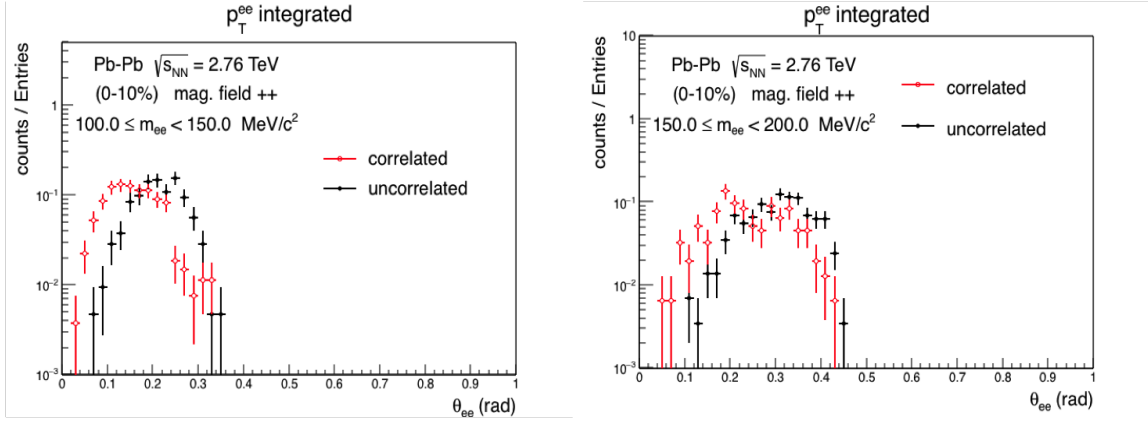 p_T^ee integrated
counts / Entries
Pb-Pb √s_NN = 2.76 TeV
(0-10%) mag. field ++
100.0 ≤ m_ee < 150.0 MeV/c²
correlated
uncorrelated
1
10⁻¹
10⁻²
10⁻³
0 0.1 0.2 0.3 0.4 0.5 0.6 0.7 0.8 0.9 1
θ_ee (rad)
p_T^ee integrated
counts / Entries
Pb-Pb √s_NN = 2.76 TeV
(0-10%) mag. field ++
150.0 ≤ m_ee < 200.0 MeV/c²
correlated
uncorrelated
10
1
10⁻¹
10⁻²
10⁻³
0 0.1 0.2 0.3 0.4 0.5 0.6 0.7 0.8 0.9 1
θ_ee (rad)